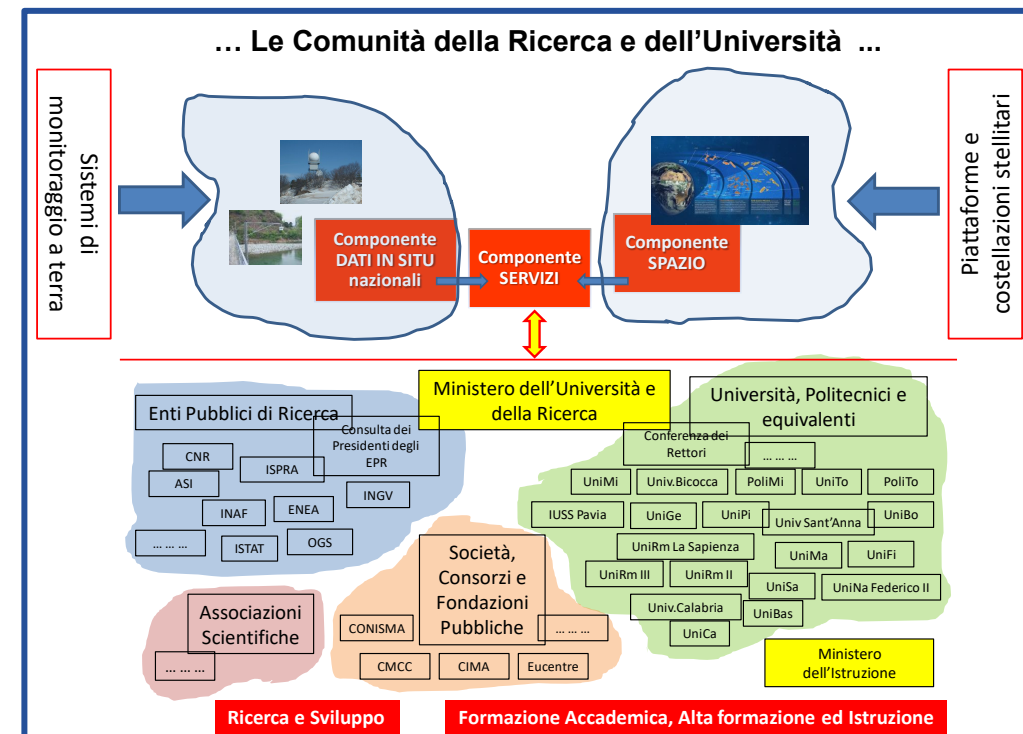 … Le Comunità della Ricerca e dell'Università ...
Sistemi di
monitoraggio a terra
Piattaforme e
costellazioni stellitari
Componente
DATI IN SITU
nazionali
Componente
SERVIZI
Componente
SPAZIO
Ministero dell'Università e
della Ricerca
Enti Pubblici di Ricerca
Consulta dei
Presidenti degli
EPR
CNR
ISPRA
ASI
INGV
INAF
ENEA
… … …
ISTAT
OGS
Università, Politecnici e
equivalenti
Conferenza dei
Rettori
… … …
UniMi
Univ.Bicocca
PoliMi
UniTo
PoliTo
IUSS Pavia
UniGe
UniPi
Univ Sant'Anna
UniBo
UniRm La Sapienza
UniMa
UniFi
UniRm III
UniRm II
UniSa
UniNa Federico II
Univ.Calabria
UniBas
UniCa
Società,
Consorzi e
Fondazioni
Pubbliche
CONISMA
… … …
CMCC
CIMA
Eucentre
Associazioni
Scientifiche
… … …
Ministero
dell'Istruzione
Ricerca e Sviluppo
Formazione Accademica, Alta formazione ed Istruzione